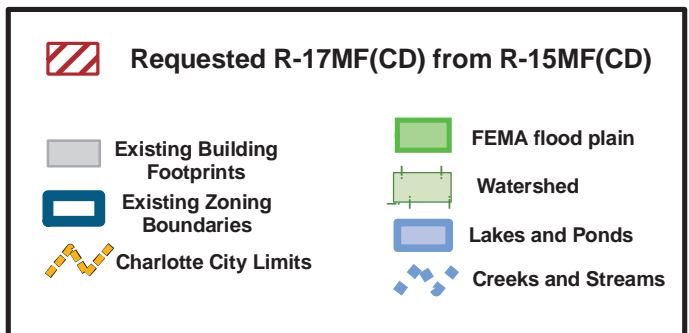 Requested R-17MF(CD) from R-15MF(CD)
Existing Building
Footprints
Existing Zoning
Boundaries
Charlotte City Limits
FEMA flood plain
Watershed
Lakes and Ponds
Creeks and Streams